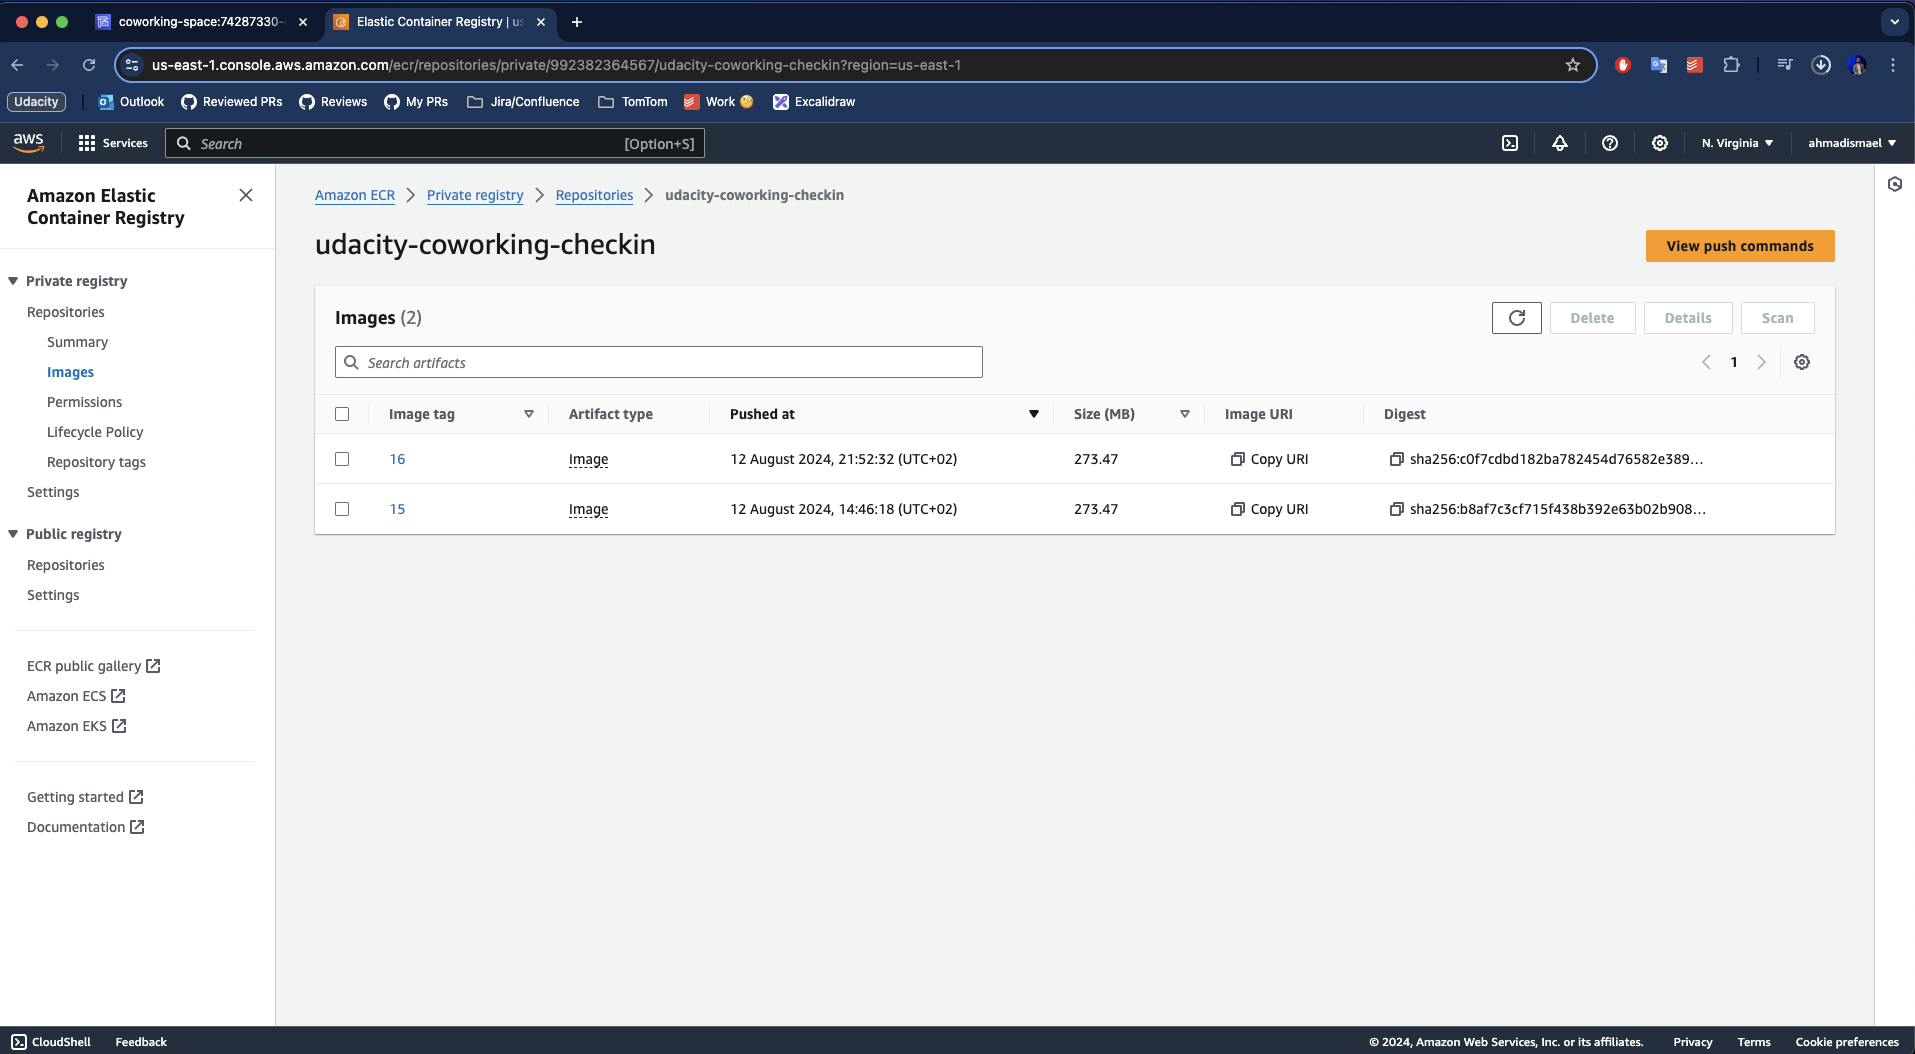 coworking-space:74287330-
Elastic Container Registry | us
us-east-1.console.aws.amazon.com/ecr/repositories/private/992382364567/udacity-coworking-checkin?region=us-east-1
Udacity
Outlook
Reviewed PRs
Reviews
My PRs
Jira/Confluence
TomTom
Work
Excalidraw
aws
Services
Search
[Option+S]
N. Virginia
ahmadismael
Amazon Elastic
Container Registry
Private registry
Repositories
Summary
Images
Permissions
Lifecycle Policy
Repository tags
Settings
Public registry
Repositories
Settings
ECR public gallery
Amazon ECS
Amazon EKS
Getting started
Documentation
Amazon ECR > Private registry > Repositories > udacity-coworking-checkin
udacity-coworking-checkin
View push commands
Images (2)
Delete
Details
Scan
Search artifacts
1
Image tag Artifact type Pushed at Size (MB) Image URI Digest
16 Image 12 August 2024, 21:52:32 (UTC+02) 273.47 Copy URI sha256:c0f7cdbd182ba782454d76582e389...
15 Image 12 August 2024, 14:46:18 (UTC+02) 273.47 Copy URI sha256:b8af7c3cf715f438b392e63b02b908...
CloudShell
Feedback
© 2024, Amazon Web Services, Inc. or its affiliates.
Privacy
Terms
Cookie preferences